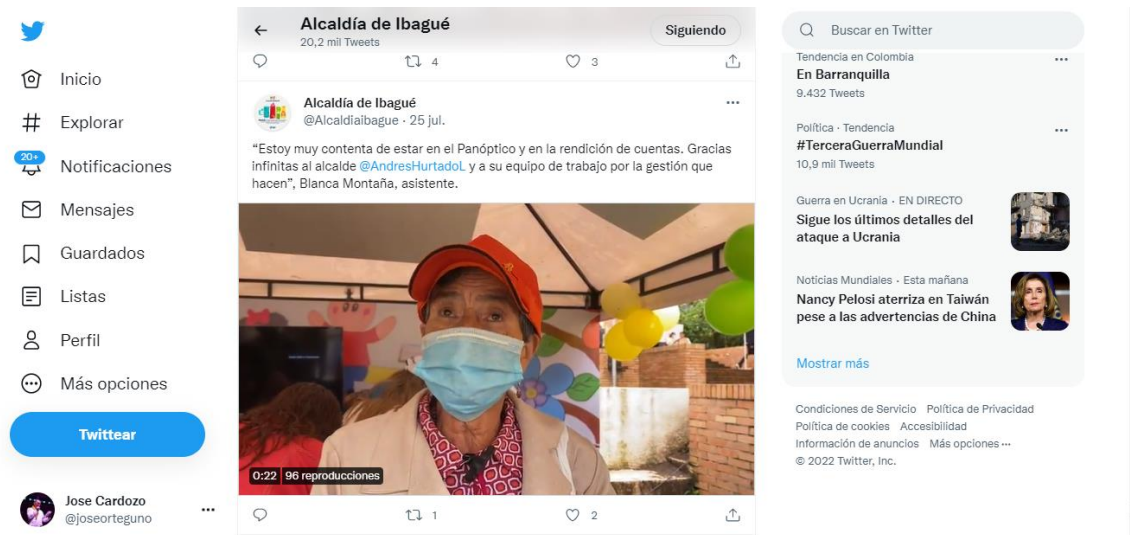 Inicio
Explorar
20+
Notificaciones
Mensajes
Guardados
Listas
Perfil
Más opciones
Twittear
Jose Cardozo
@joseorteguno
Alcaldía de Ibagué
20,2 mil Tweets
Siguiendo
4
3
Alcaldía de Ibagué
@Alcaldiaibague · 25 jul.
“Estoy muy contenta de estar en el Panóptico y en la rendición de cuentas. Gracias
infinitas al alcalde @AndresHurtadoL y a su equipo de trabajo por la gestión que
hacen”, Blanca Montaña, asistente.
0:22 96 reproducciones
1
2
Buscar en Twitter
Tendencia en Colombia
En Barranquilla
9.432 Tweets
Política · Tendencia
#TerceraGuerraMundial
10,9 mil Tweets
Guerra en Ucrania · EN DIRECTO
Sigue los últimos detalles del
ataque a Ucrania
Noticias Mundiales · Esta mañana
Nancy Pelosi aterriza en Taiwán
pese a las advertencias de China
Mostrar más
Condiciones de Servicio Política de Privacidad
Política de cookies Accesibilidad
Información de anuncios Más opciones ···
© 2022 Twitter, Inc.